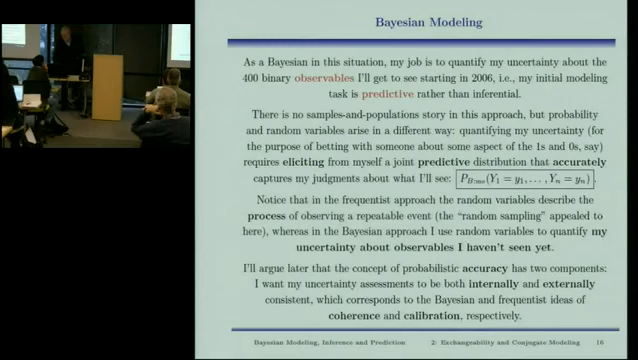 Bayesian Modeling
As a Bayesian in this situation, my job is to quantify my uncertainty about the
400 binary observables I'll get to see starting in 2006, i.e., my initial modeling
task is predictive rather than inferential.
There is no samples-and-populations story in this approach, but probability
and random variables arise in a different way: quantifying my uncertainty (for
the purpose of betting with someone about some aspect of the 1s and 0s, say)
requires eliciting from myself a joint predictive distribution that accurately
captures my judgments about what I'll see: P_{B:me}(Y_1 = y_1, . . . , Y_n = y_n) .
Notice that in the frequentist approach the random variables describe the
process of observing a repeatable event (the “random sampling” appealed to
here), whereas in the Bayesian approach I use random variables to quantify my
uncertainty about observables I haven't seen yet.
I'll argue later that the concept of probabilistic accuracy has two components:
I want my uncertainty assessments to be both internally and externally
consistent, which corresponds to the Bayesian and frequentist ideas of
coherence and calibration, respectively.
Bayesian Modeling, Inference and Prediction 2: Exchangeability and Conjugate Modeling 16